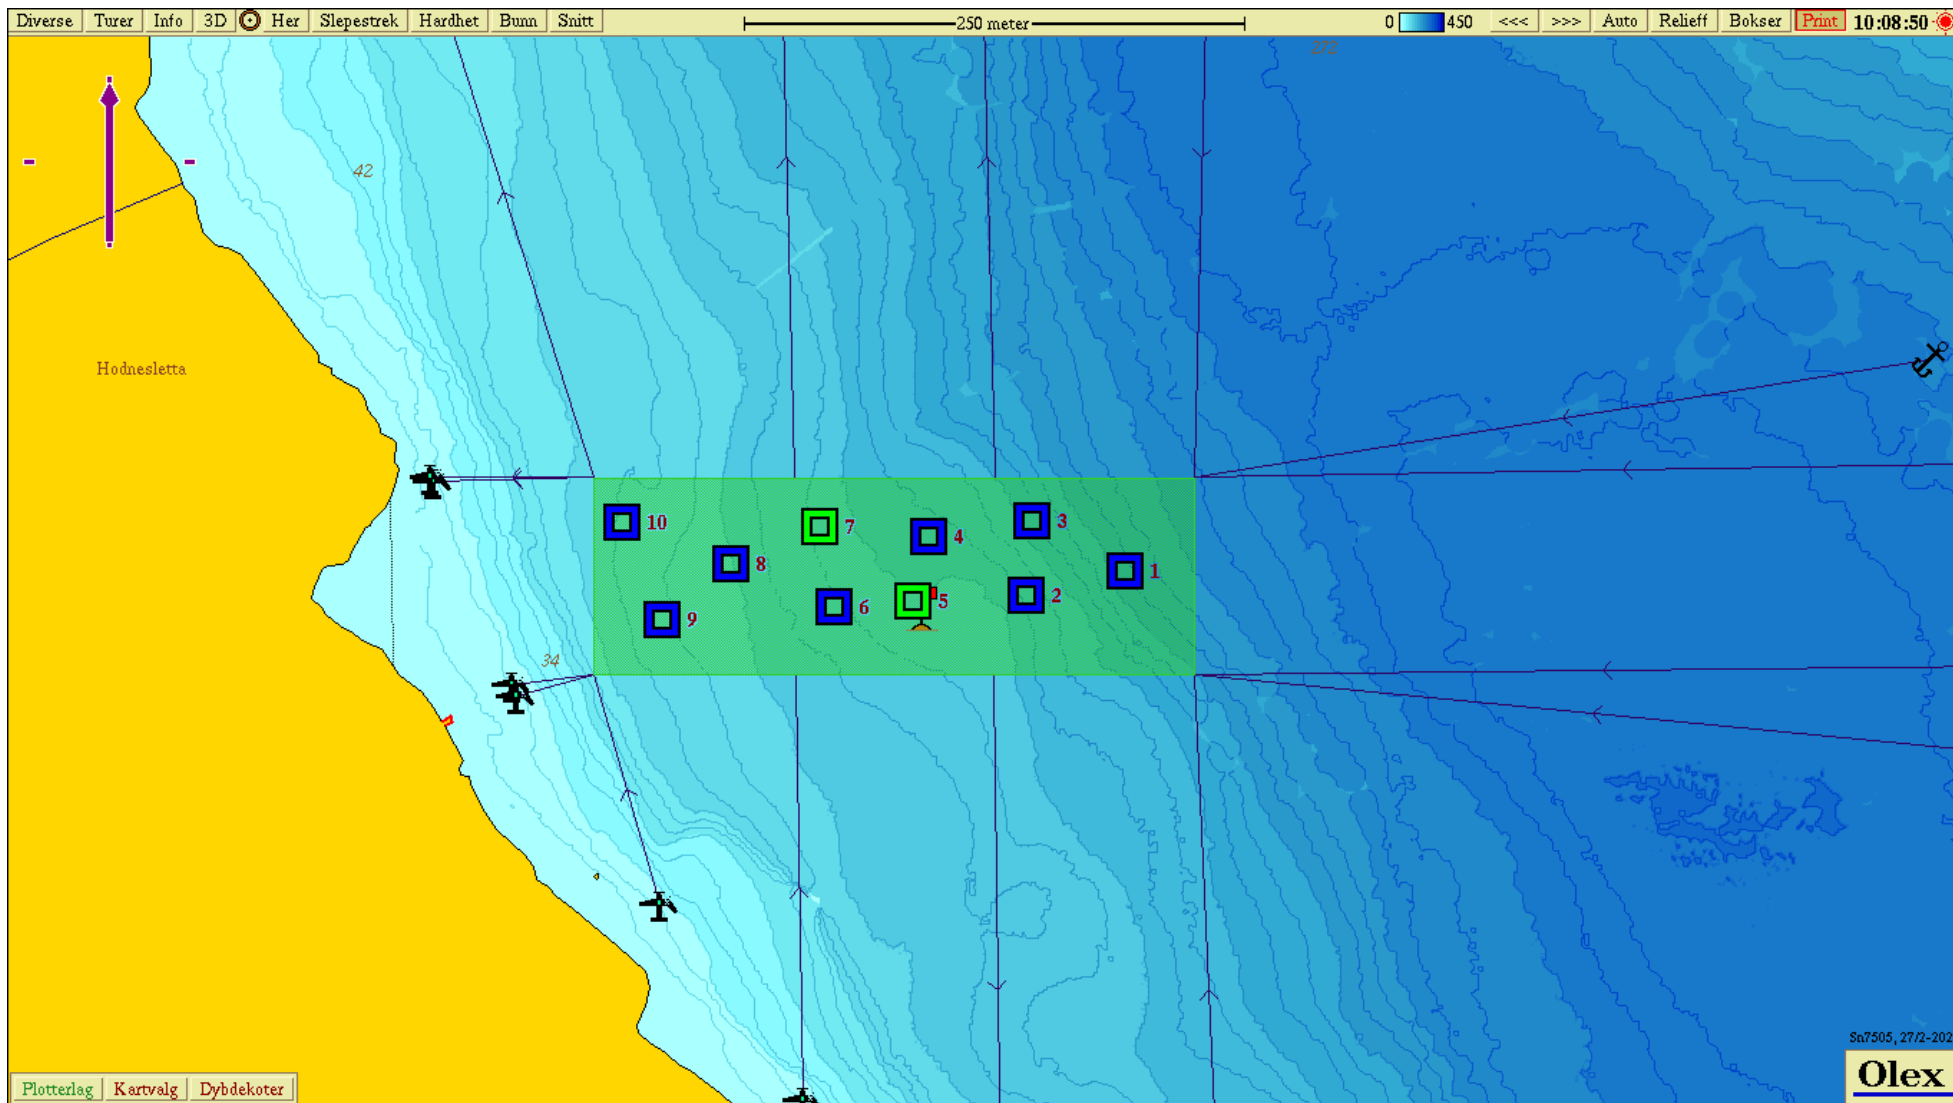 Diverse Turer Info 3D Her Slepestrek Hardhet Bunn Snitt 250 meter 0 450 <<< >>> Auto Relieff Bokser Print 10:08:50
222
42
Hodnesletta
10 7 4 3
8 1
9 6 5 2
34
Sn7505, 27/2-202
Olex
Plotterlag Kartvalg Dybdekoter